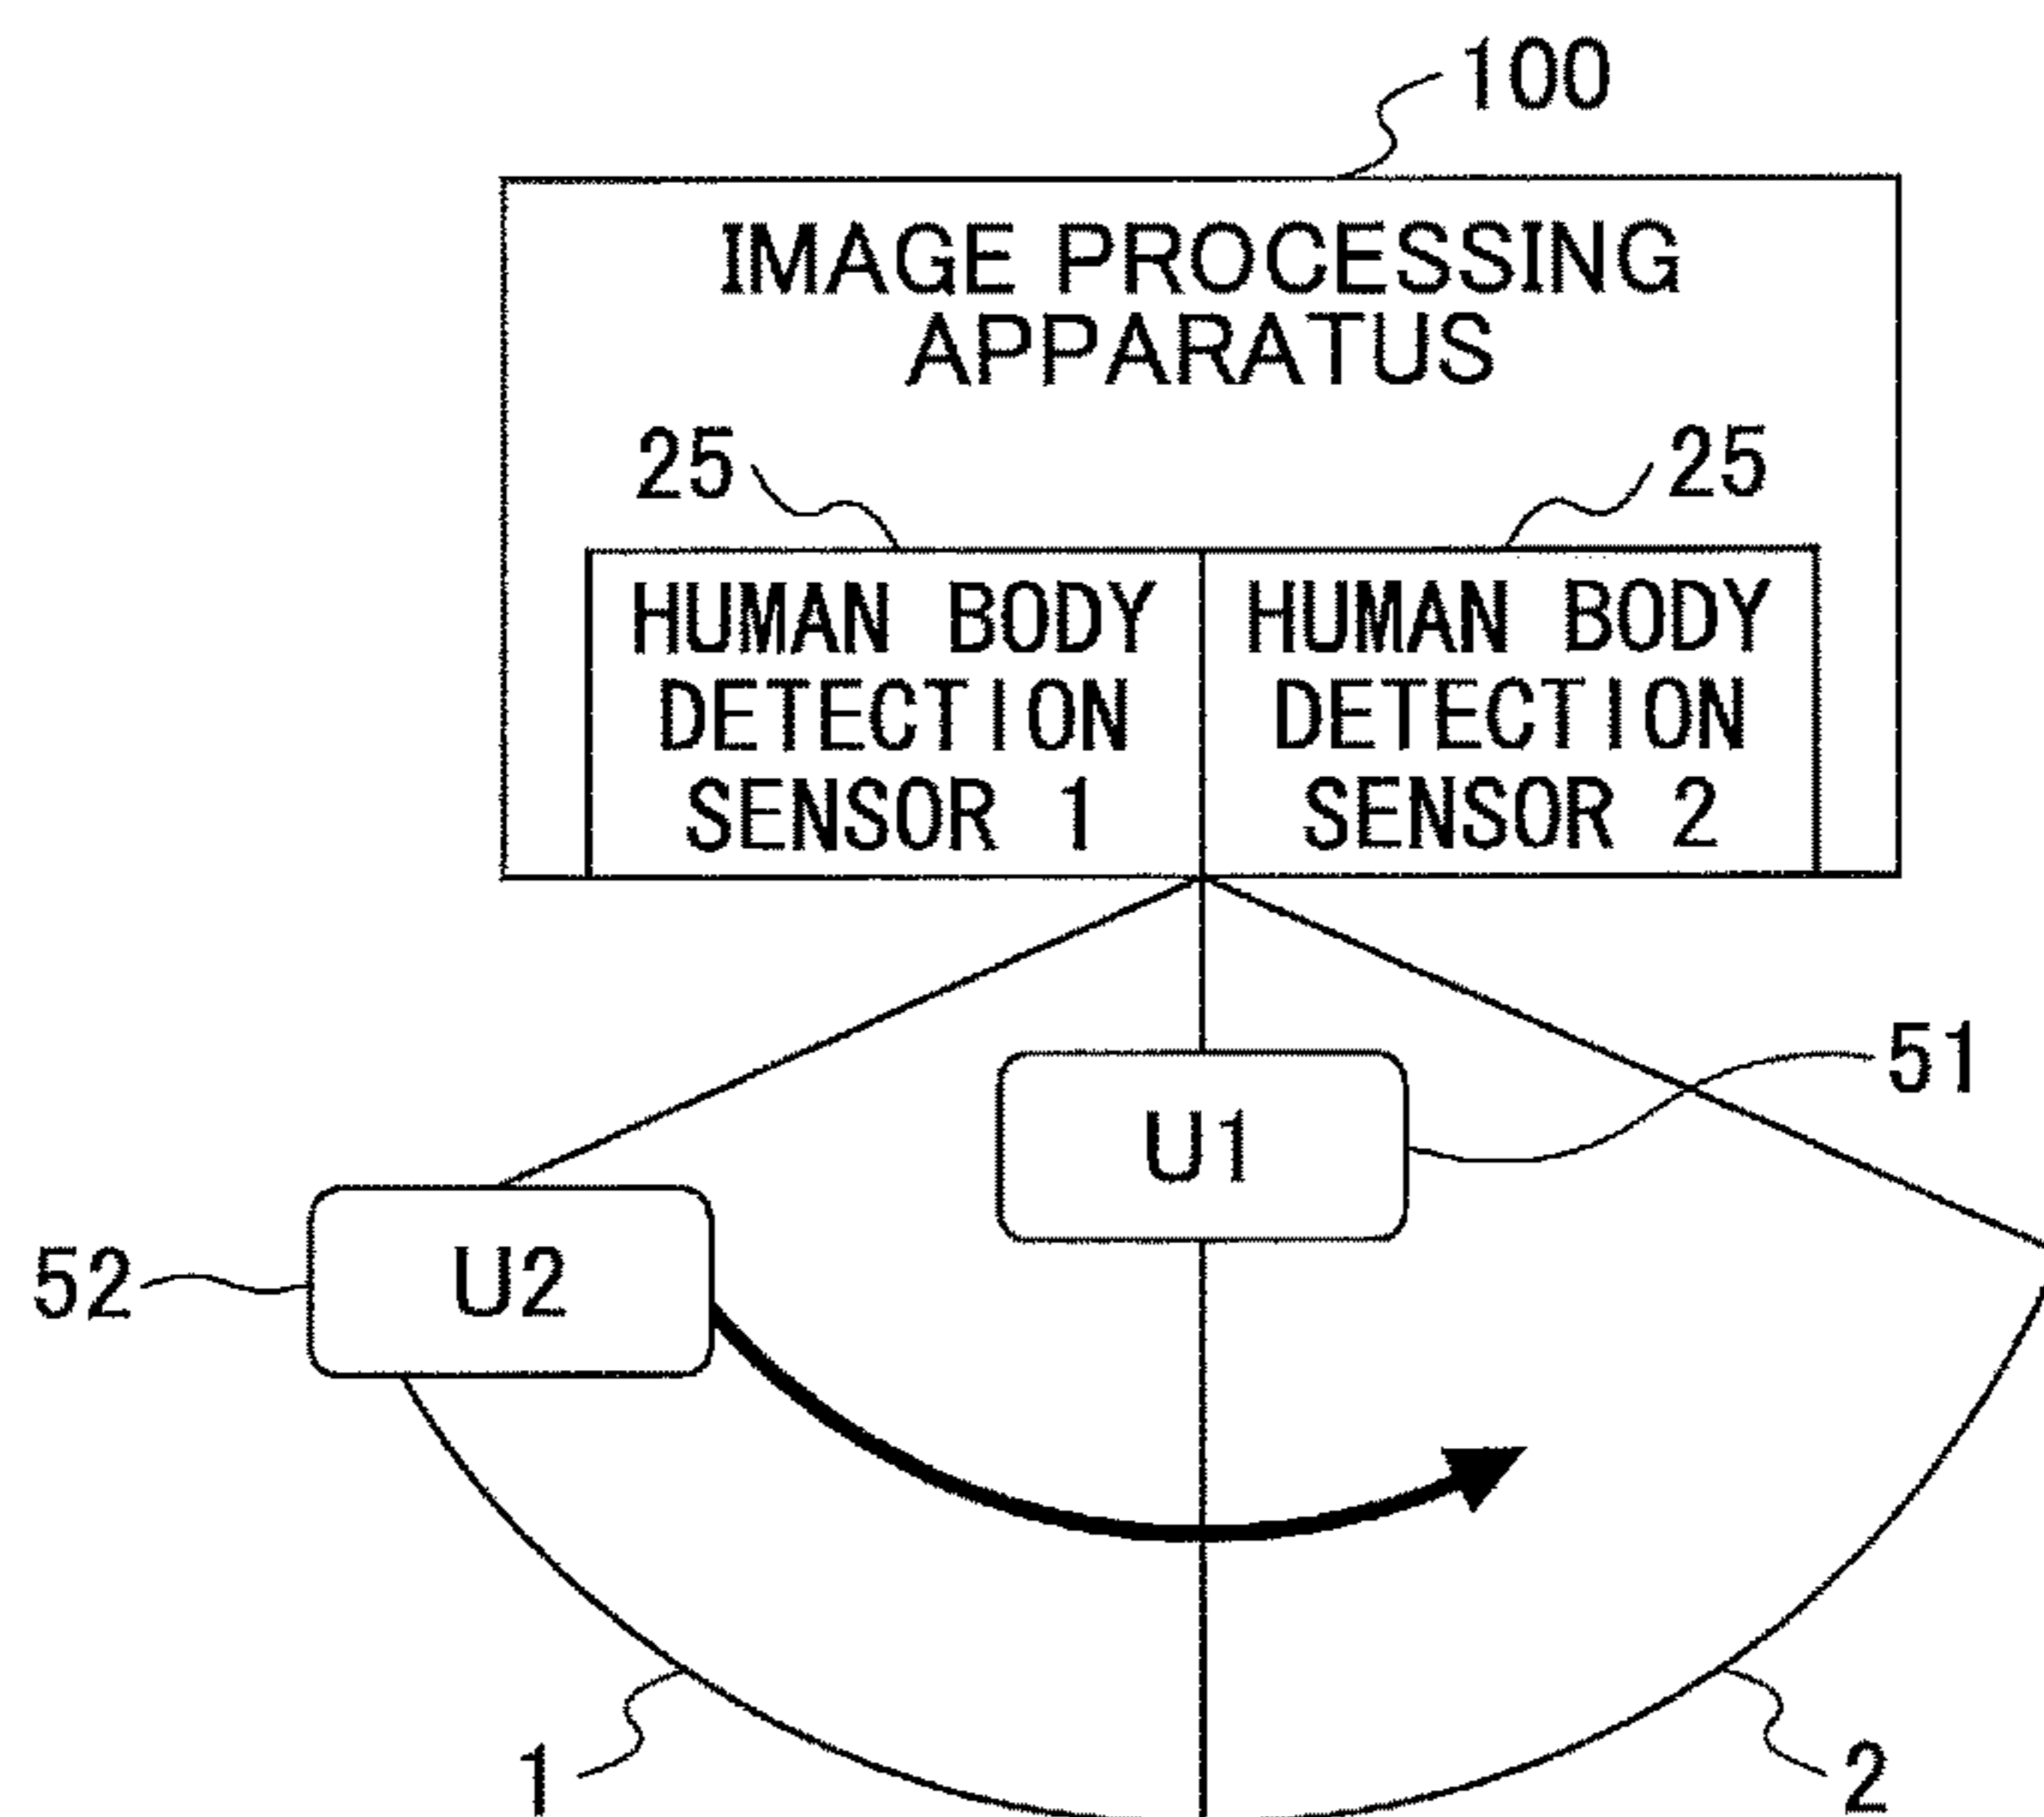 100
IMAGE PROCESSING
APPARATUS
25
25
HUMAN BODY
DETECTION
SENSOR 1
HUMAN BODY
DETECTION
SENSOR 2
51
U1
52
U2
1
2